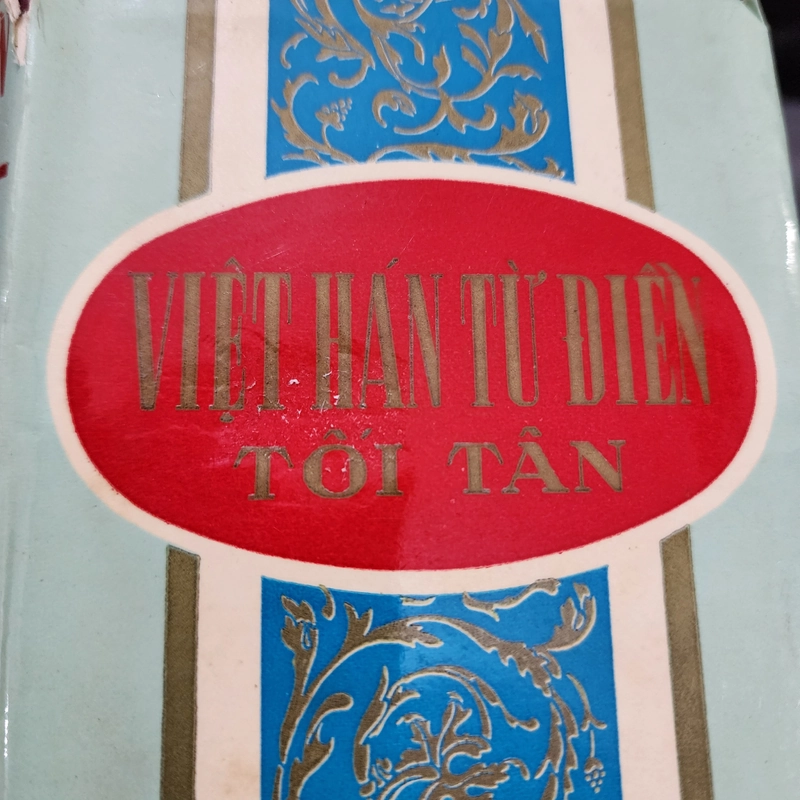 VIỆT HÁN TỪ ĐIỂN
TỐI TÂN